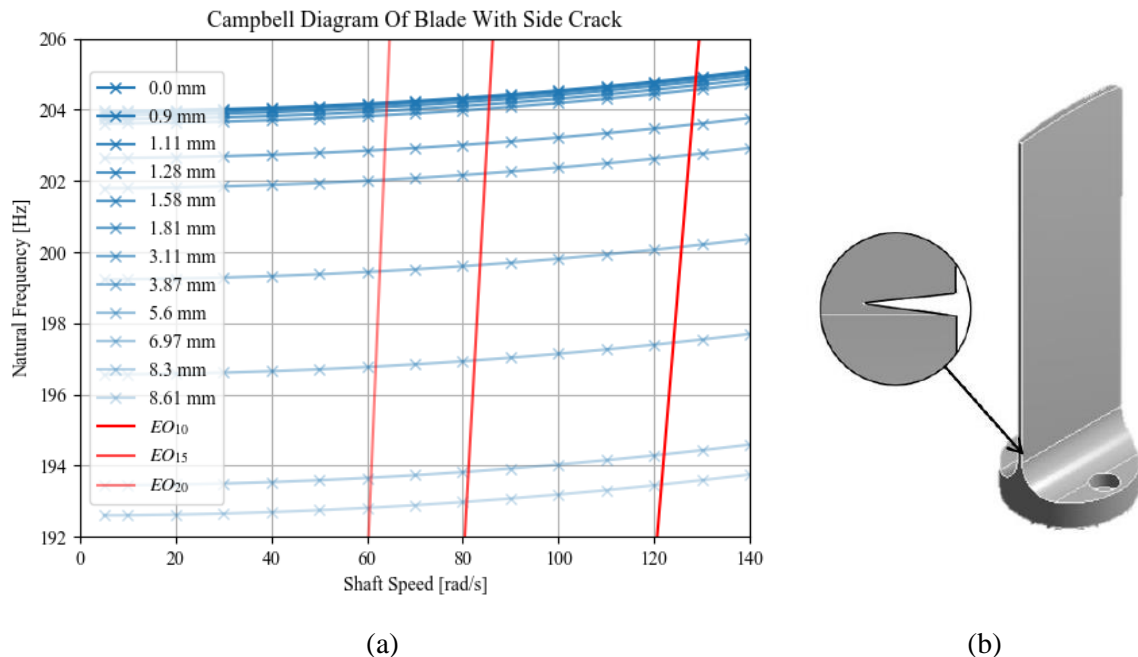 Campbell Diagram Of Blade With Side Crack
206
204
202
200
198
196
194
192
Natural Frequency [Hz]
0.0 mm
0.9 mm
1.11 mm
1.28 mm
1.58 mm
1.81 mm
3.11 mm
3.87 mm
5.6 mm
6.97 mm
8.3 mm
8.61 mm
EO10
EO15
EO20
0 20 40 60 80 100 120 140
Shaft Speed [rad/s]
(a) (b)